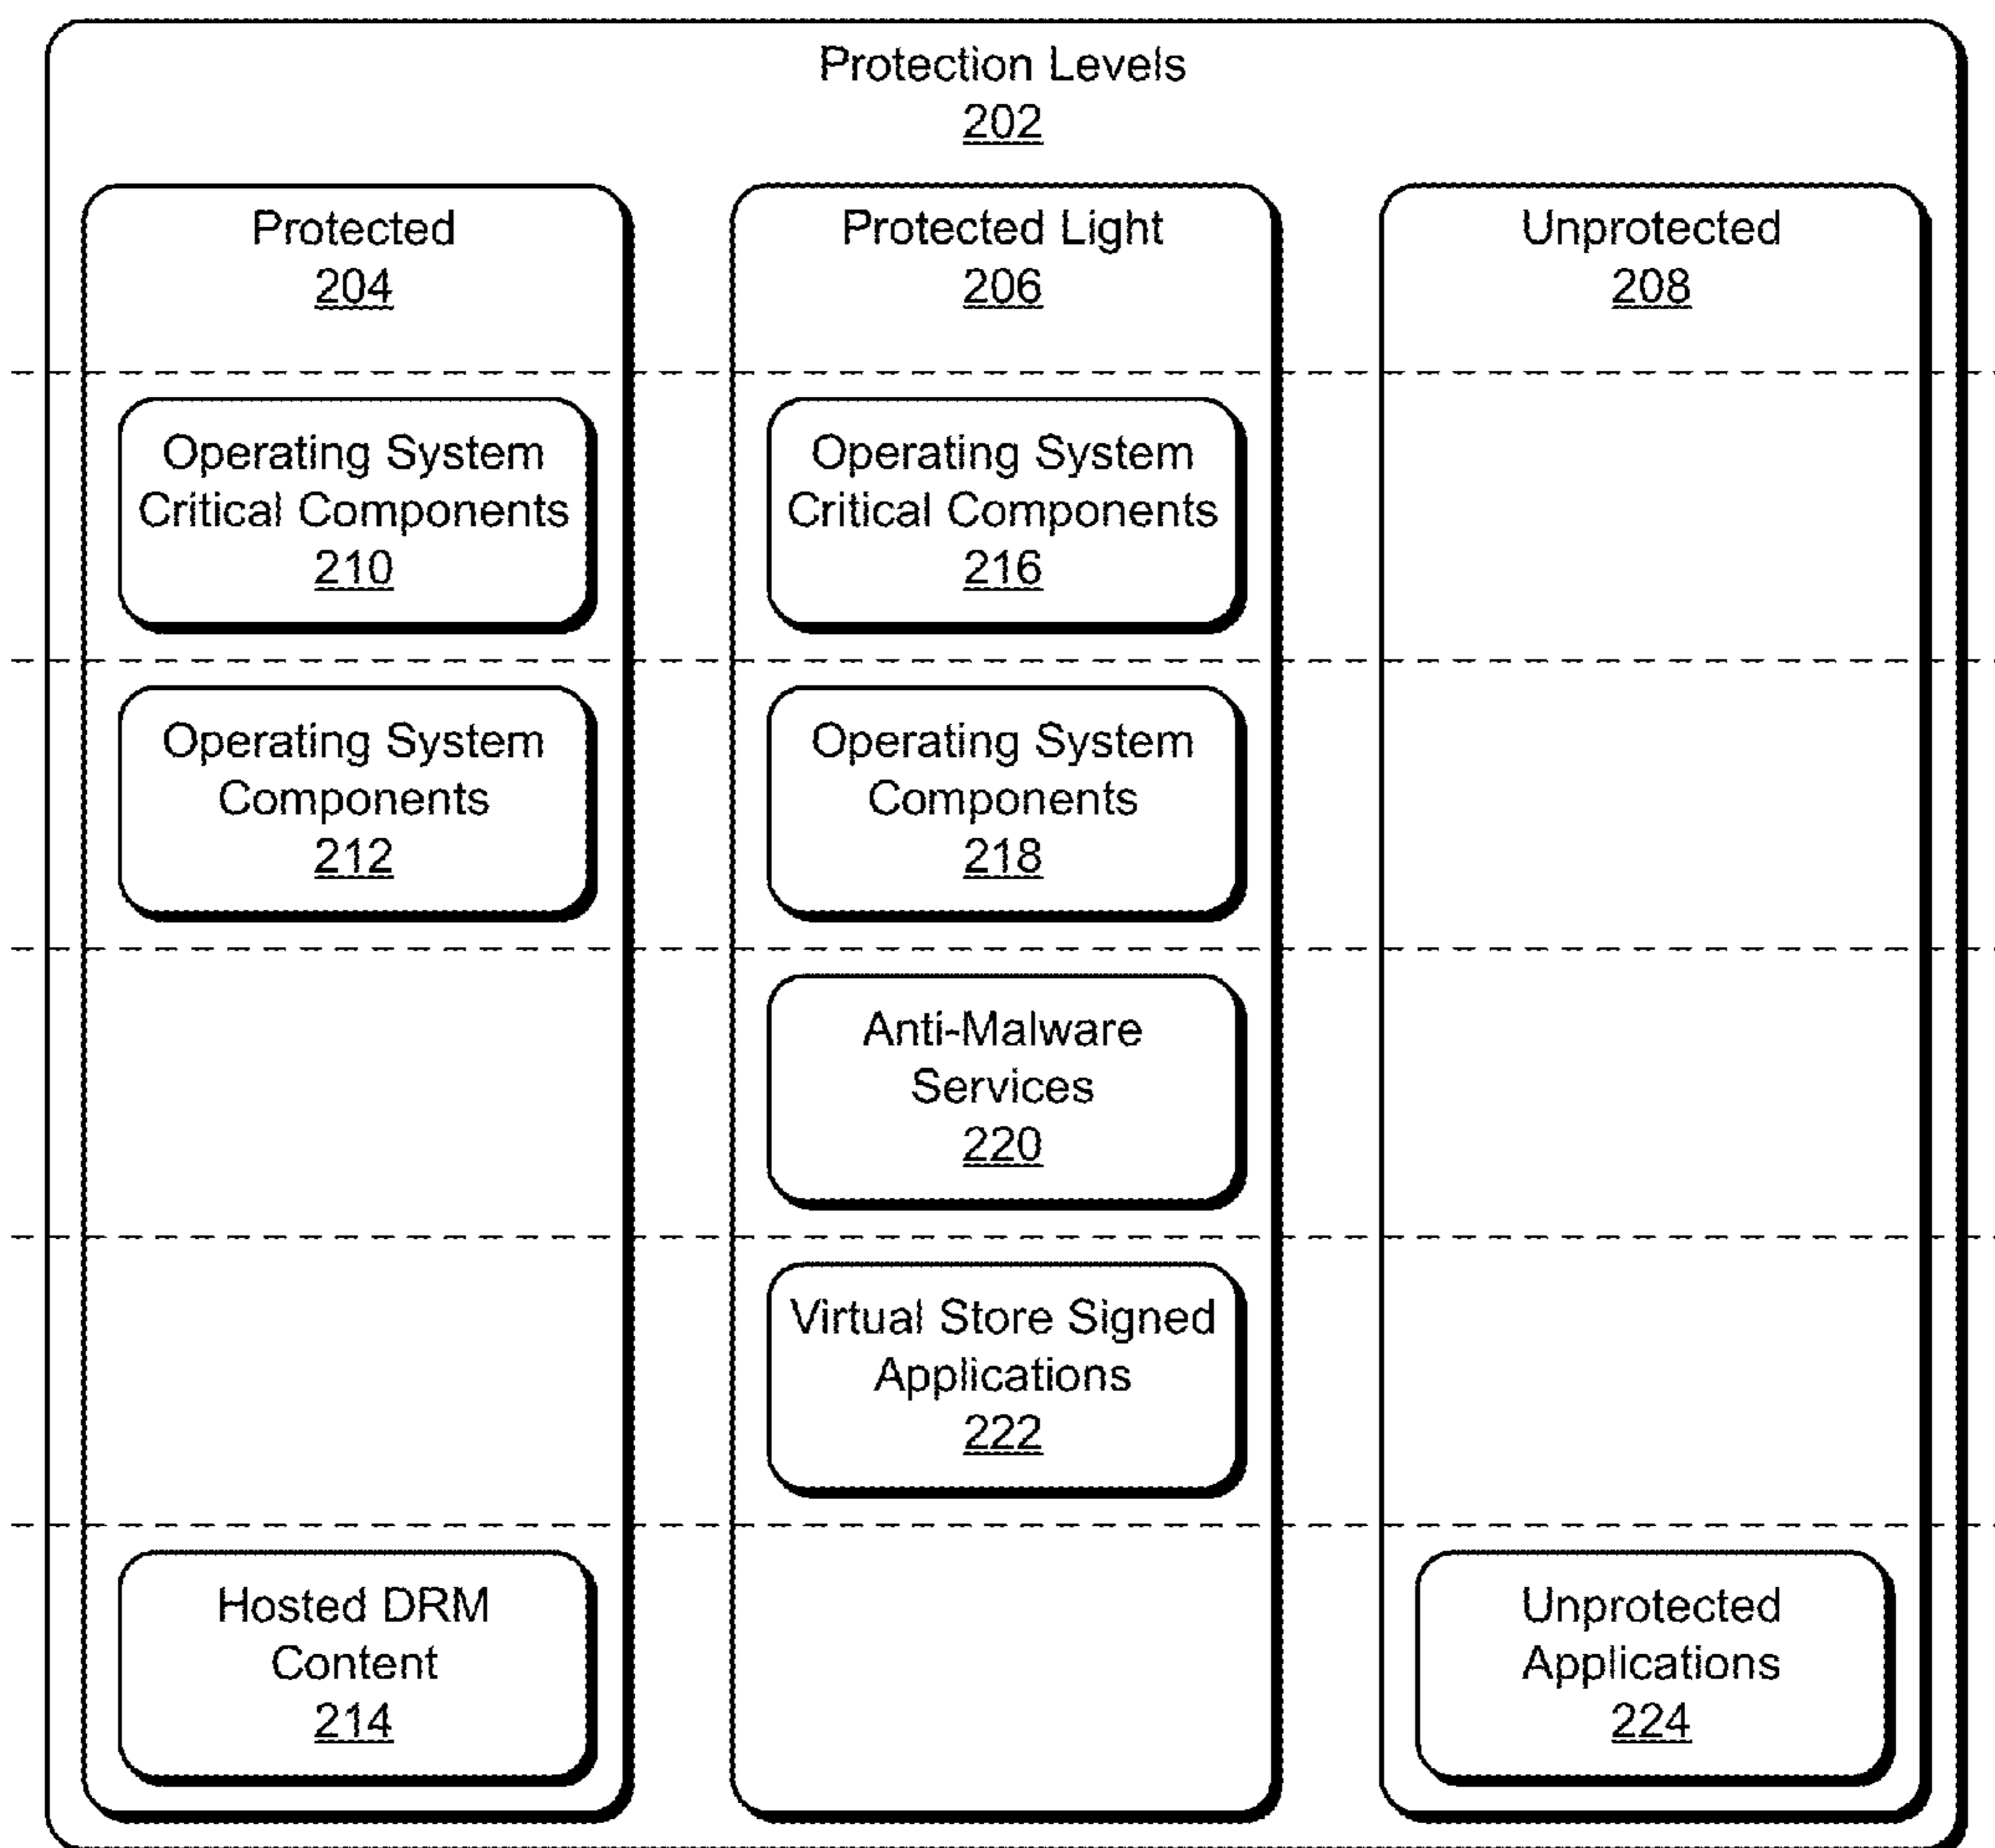 Protection Levels
202
Protected
204
Protected Light
206
Unprotected
208
Operating System
Critical Components
210
Operating System
Critical Components
216
Operating System
Components
212
Operating System
Components
218
Anti-Malware
Services
220
Virtual Store Signed
Applications
222
Hosted DRM
Content
214
Unprotected
Applications
224